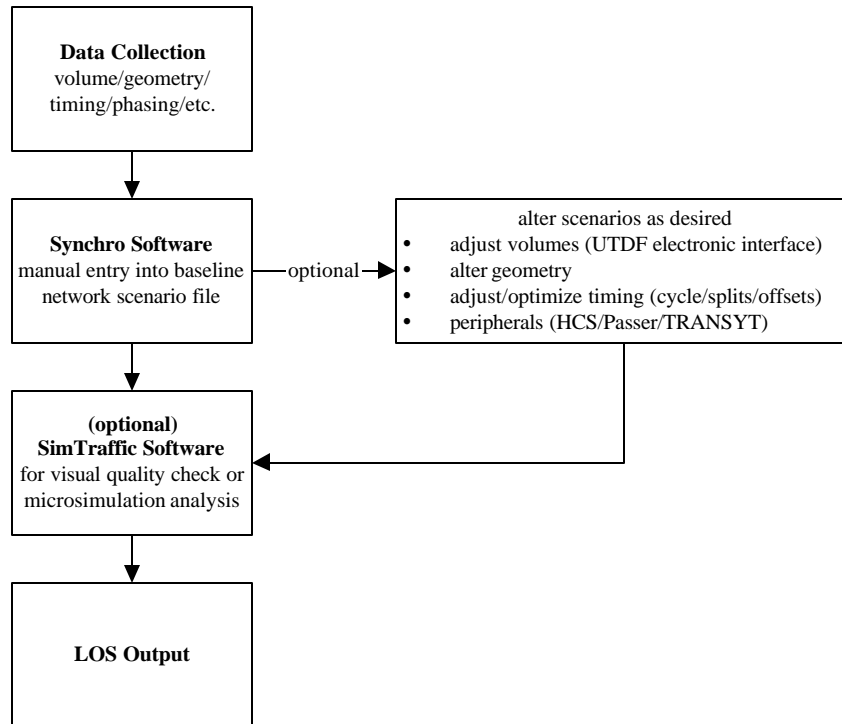 Data Collection
volume/geometry/
timing/phasing/etc.
Synchro Software
manual entry into baseline
network scenario file
optional
alter scenarios as desired
• adjust volumes (UTDF electronic interface)
• alter geometry
• adjust/optimize timing (cycle/splits/offsets)
• peripherals (HCS/Passer/TRANSYT)
(optional)
SimTraffic Software
for visual quality check or
microsimulation analysis
LOS Output